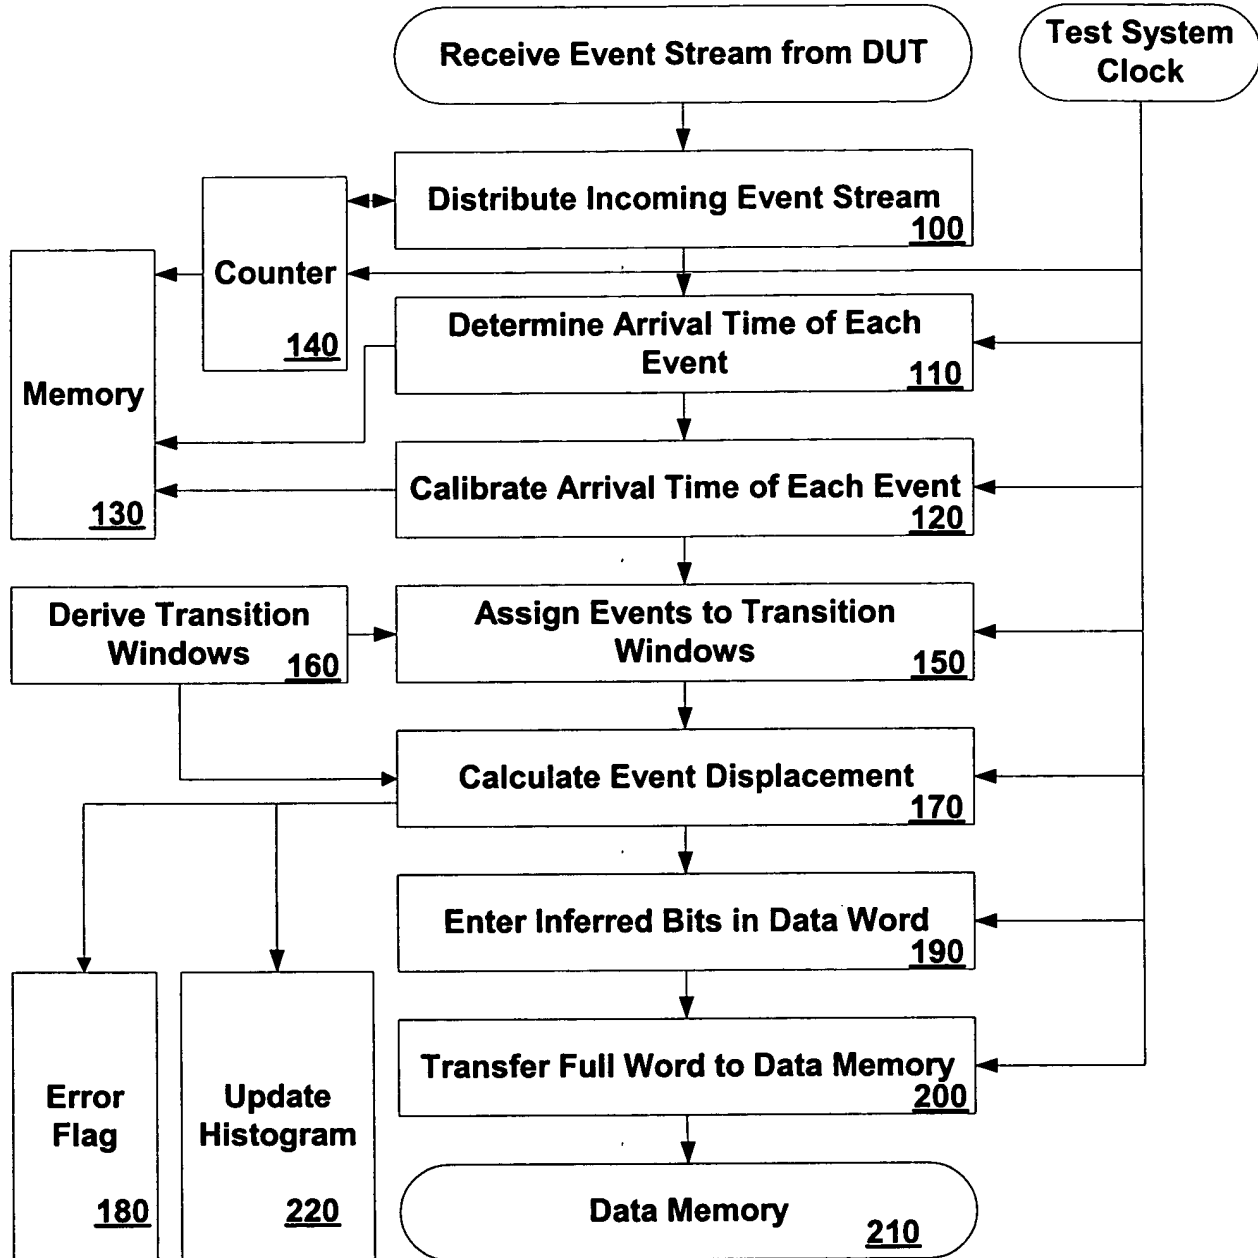 Receive Event Stream from DUT
Test System
Clock
Distribute Incoming Event Stream
100
Counter
140
Determine Arrival Time of Each
Event
110
Memory
130
Calibrate Arrival Time of Each Event
120
Derive Transition
Windows
160
Assign Events to Transition
Windows
150
Calculate Event Displacement
170
Enter Inferred Bits in Data Word
190
Transfer Full Word to Data Memory
200
Error
Flag
180
Update
Histogram
220
Data Memory
210